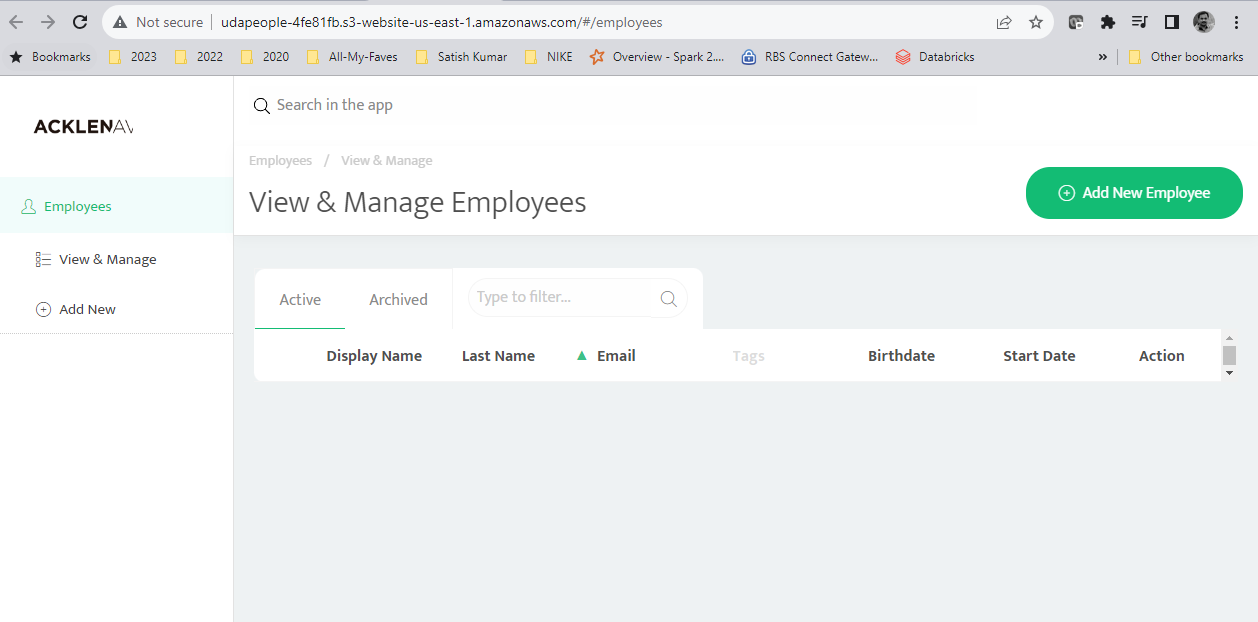 Not secure | udapeople-4fe81fb.s3-website-us-east-1.amazonaws.com/#/employees
Bookmarks 2023 2022 2020 All-My-Faves Satish Kumar NIKE Overview - Spark 2.... RBS Connect Gatew... Databricks » Other bookmarks
ACKLENAV
Search in the app
Employees / View & Manage
View & Manage Employees
Add New Employee
Employees
View & Manage
Add New
Active Archived Type to filter...
Display Name Last Name ▲ Email Tags Birthdate Start Date Action